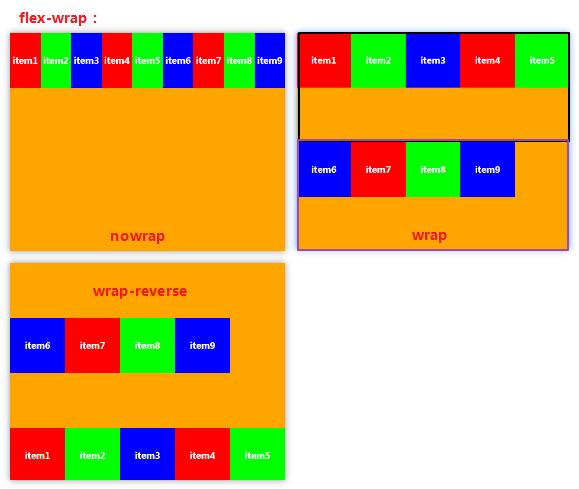 flex-wrap：
item1 item2 item3 item4 item5 item6 item7 item8 item9
nowrap
item1 item2 item3 item4 item5
item6 item7 item8 item9
wrap
wrap-reverse
item6 item7 item8 item9
item1 item2 item3 item4 item5